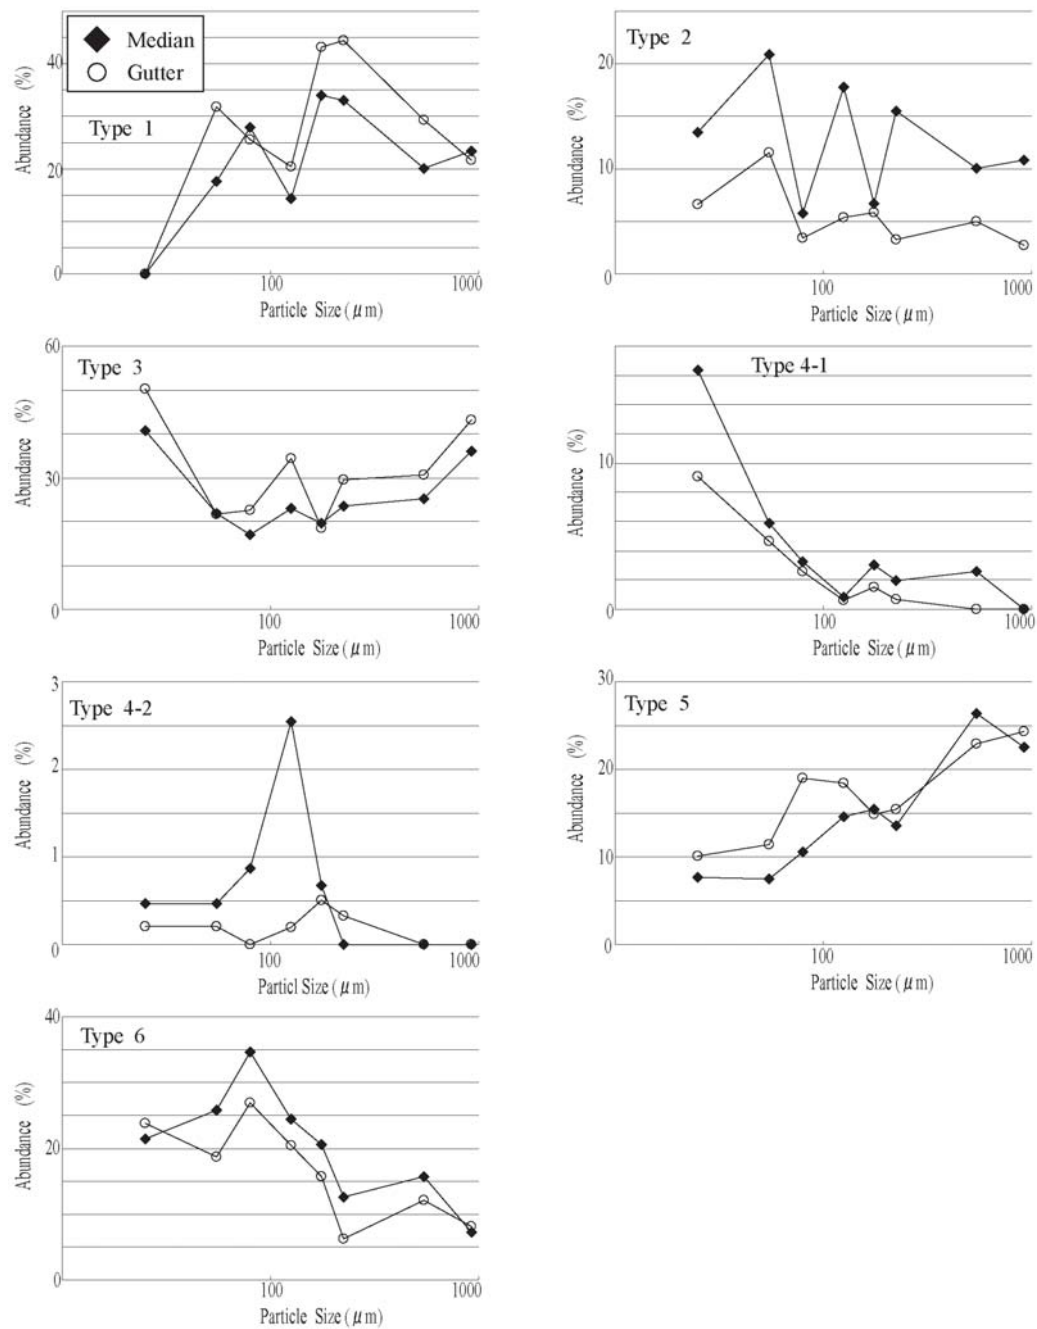 Median
Gutter
Type 1
Abundance (%)
40
20
0
100
1000
Particle Size(μm)
Type 2
Abundance (%)
20
10
0
100
1000
Particle Size(μm)
Type 3
Abundance (%)
60
30
0
100
1000
Particle Size(μm)
Type 4-1
Abundance (%)
10
0
100
1000
Particle Size(μm)
Type 4-2
Abundance (%)
3
2
1
0
100
1000
Particl Size(μm)
Type 5
Abundance (%)
30
20
10
0
100
1000
Particle Size(μm)
Type 6
Abundance (%)
40
20
0
100
1000
Particle Size(μm)